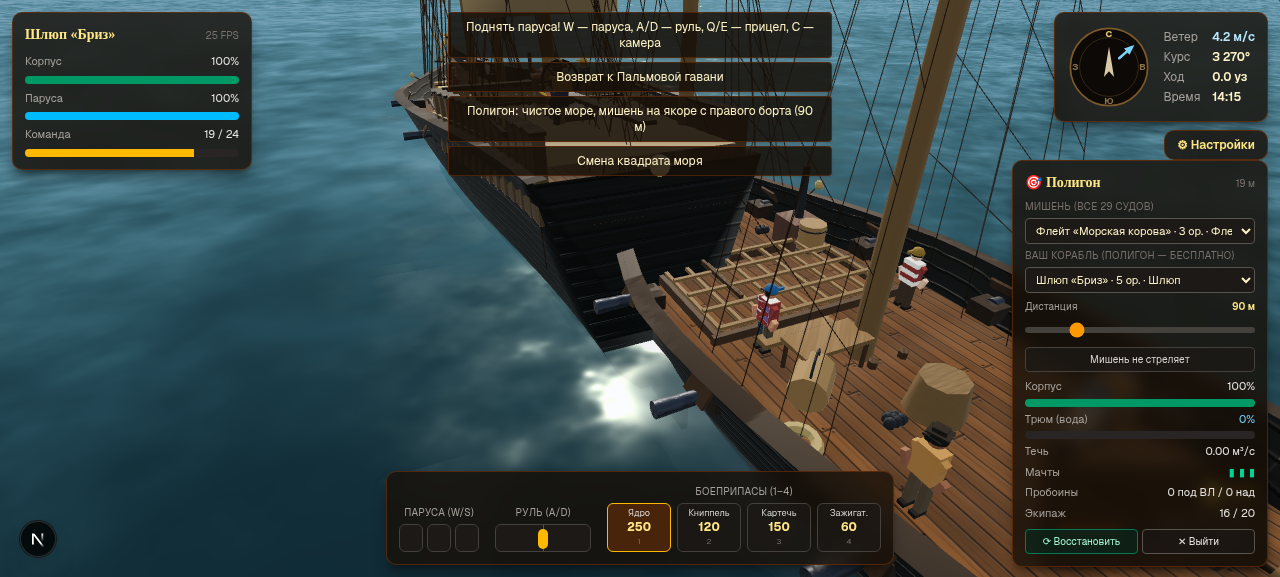 Шлюп «Бриз»
25 FPS
Корпус
100%
Паруса
100%
Команда
19 / 24
Поднять паруса! W — паруса, A/D — руль, Q/E — прицел, C —
камера
Возврат к Пальмовой гавани
Полигон: чистое море, мишень на якоре с правого борта (90
м)
Смена квадрата моря
С
З
В
Ю
Ветер
4.2 м/с
Курс
З 270°
Ход
0.0 уз
Время
14:15
⚙ Настройки
🎯 Полигон
19 м
МИШЕНЬ (ВСЕ 29 СУДОВ)
Флейт «Морская корова» · 3 ор. · Фле
ВАШ КОРАБЛЬ (ПОЛИГОН — БЕСПЛАТНО)
Шлюп «Бриз» · 5 ор. · Шлюп
Дистанция
90 м
Мишень не стреляет
Корпус
100%
Трюм (вода)
0%
Течь
0.00 м³/с
Мачты
Пробоины
0 под ВЛ / 0 над
Экипаж
16 / 20
⟳ Восстановить
✕ Выйти
ПАРУСА (W/S)
РУЛЬ (A/D)
БОЕПРИПАСЫ (1–4)
Ядро
250
1
Книппель
120
2
Картечь
150
3
Зажигат.
60
4
N